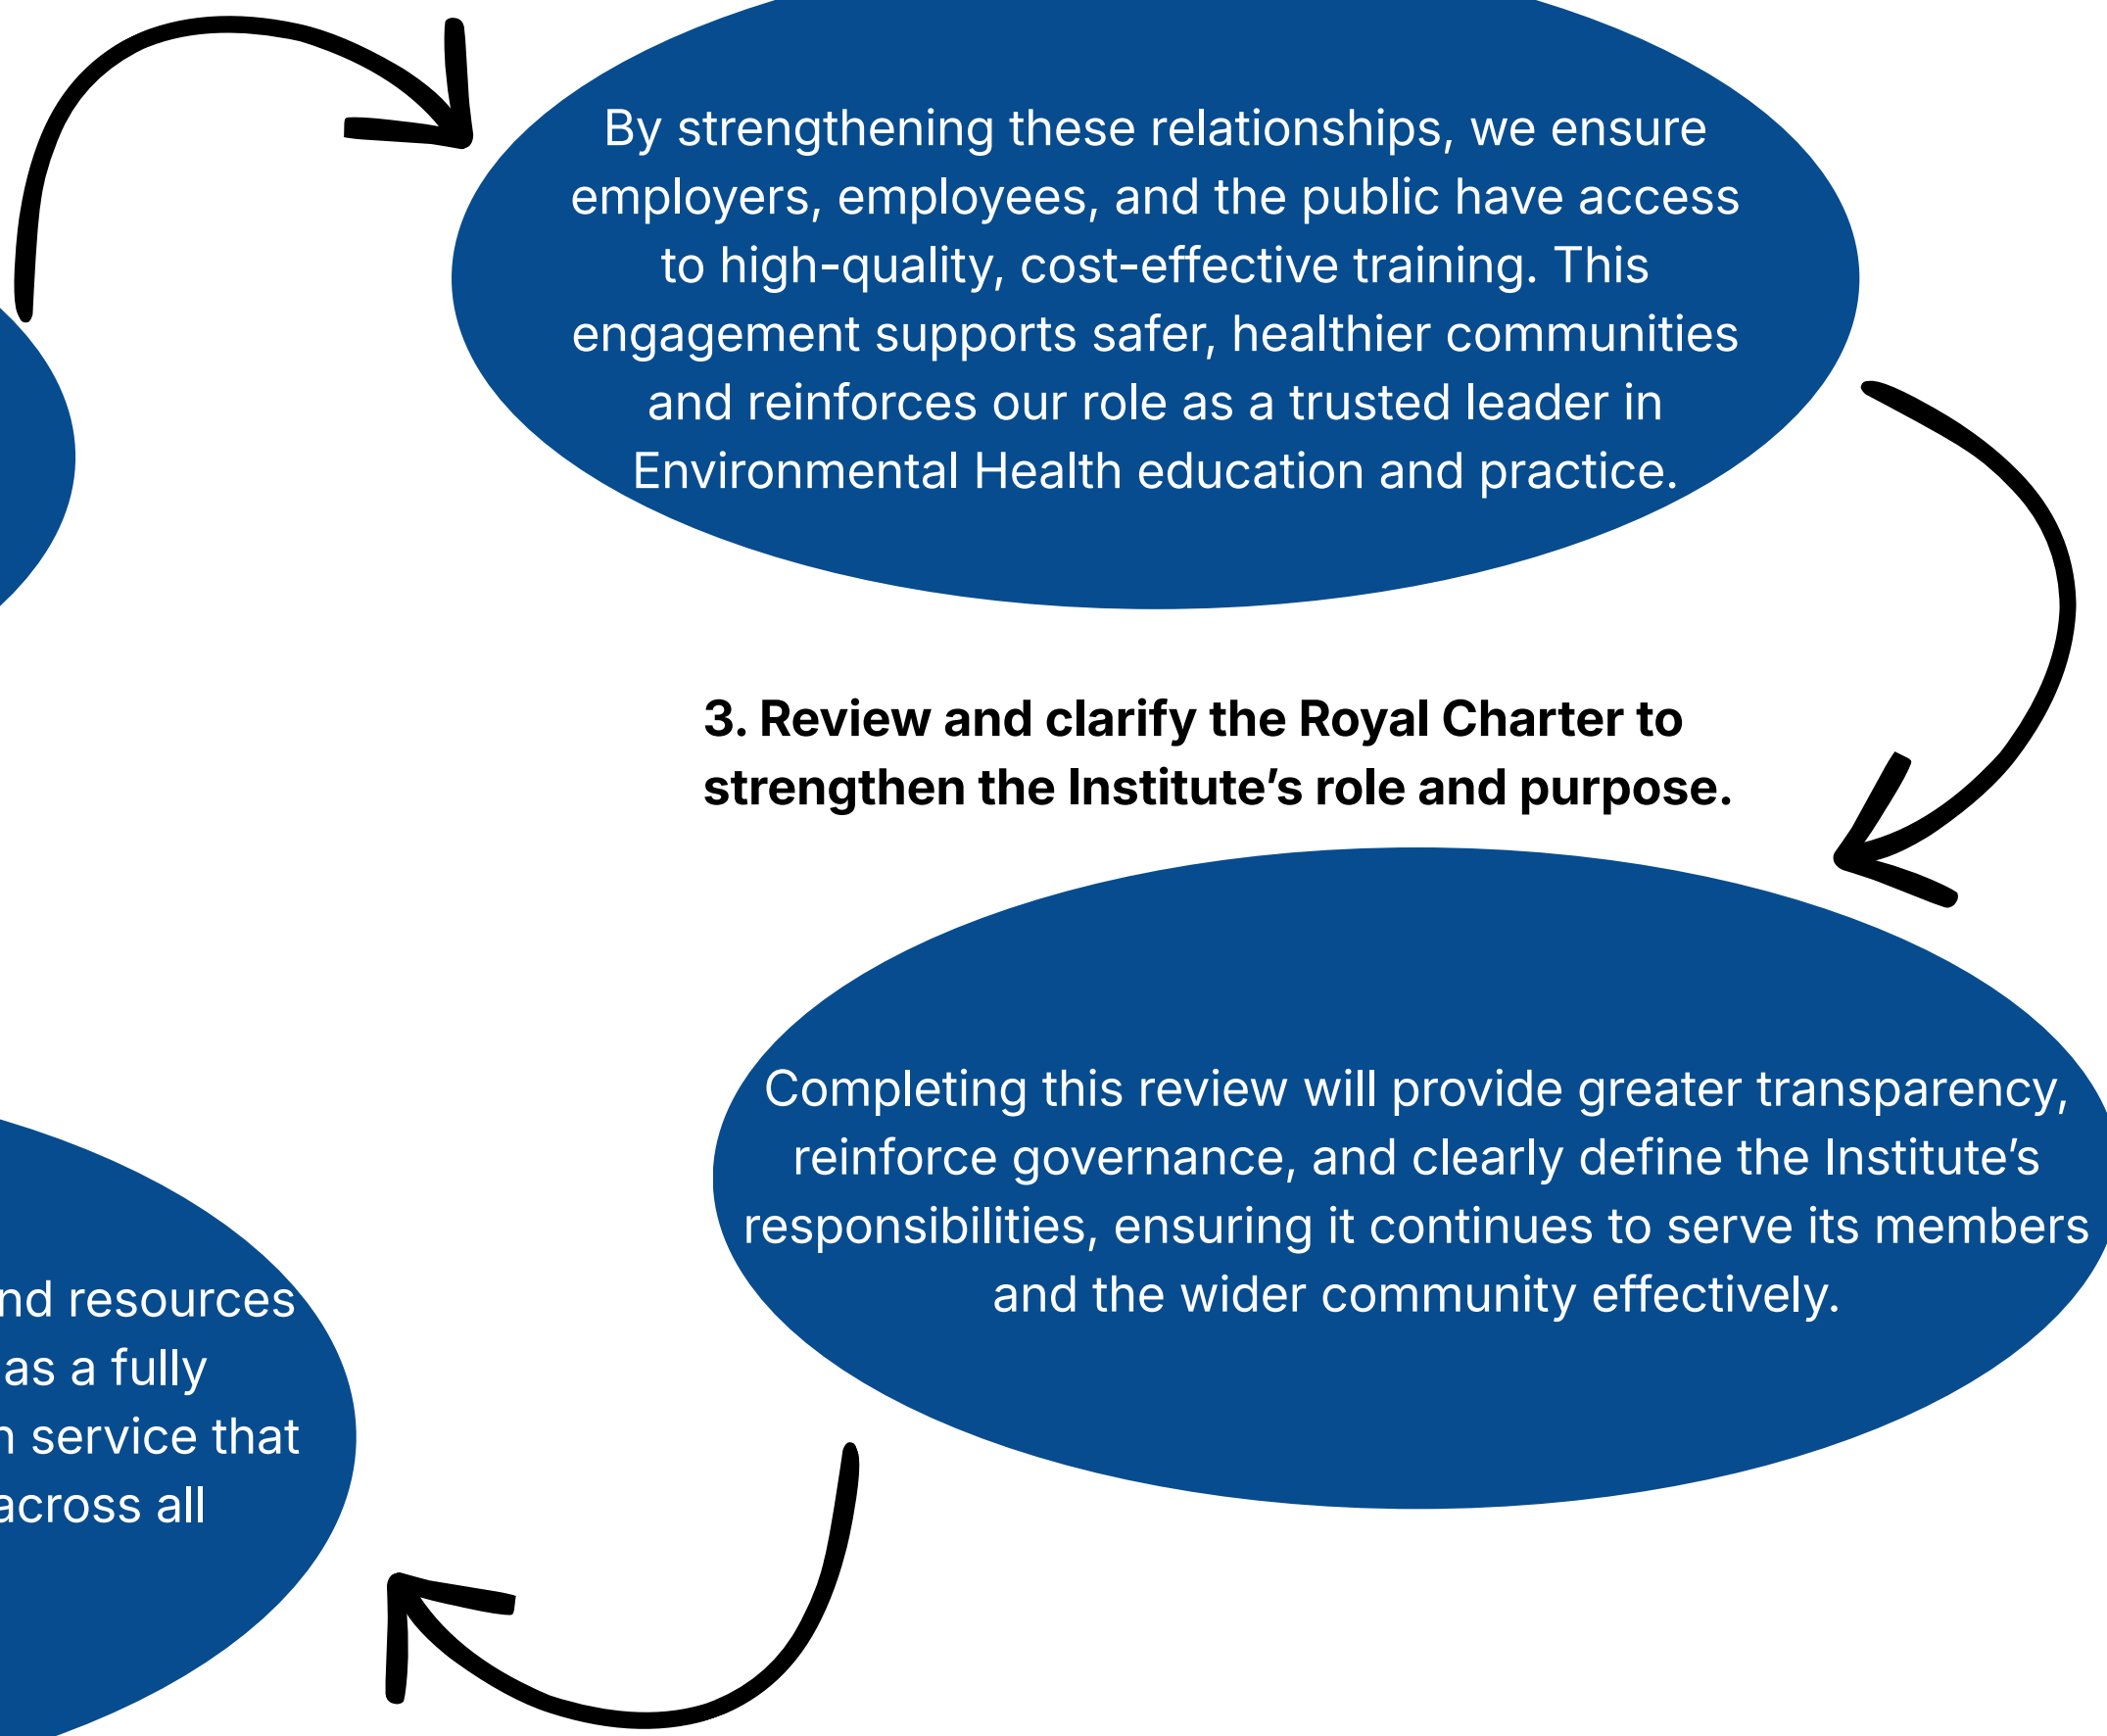 By strengthening these relationships, we ensure
employers, employees, and the public have access
to high-quality, cost-effective training. This
engagement supports safer, healthier communities
and reinforces our role as a trusted leader in
Environmental Health education and practice.
3. Review and clarify the Royal Charter to
strengthen the Institute’s role and purpose.
Completing this review will provide greater transparency,
reinforce governance, and clearly define the Institute’s
responsibilities, ensuring it continues to serve its members
and the wider community effectively.
resources
as a fully
service that
across all